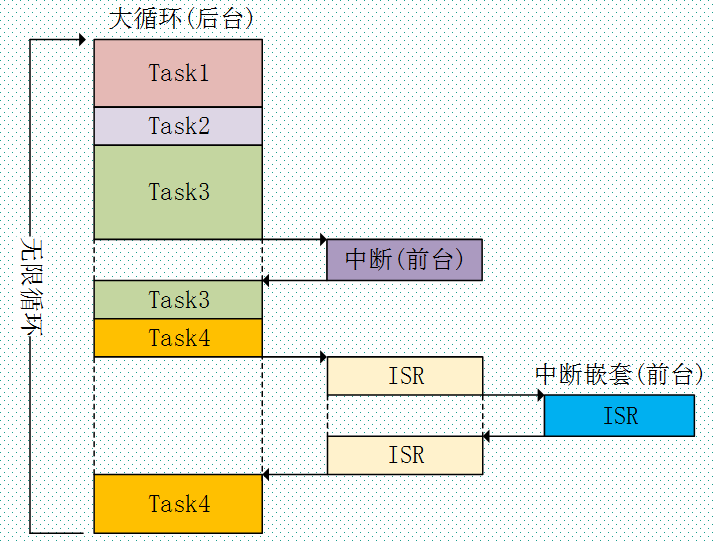 大循环(后台)
Task1
Task2
Task3
中断(前台)
Task3
Task4
ISR
中断嵌套(前台)
ISR
ISR
Task4
无限循环